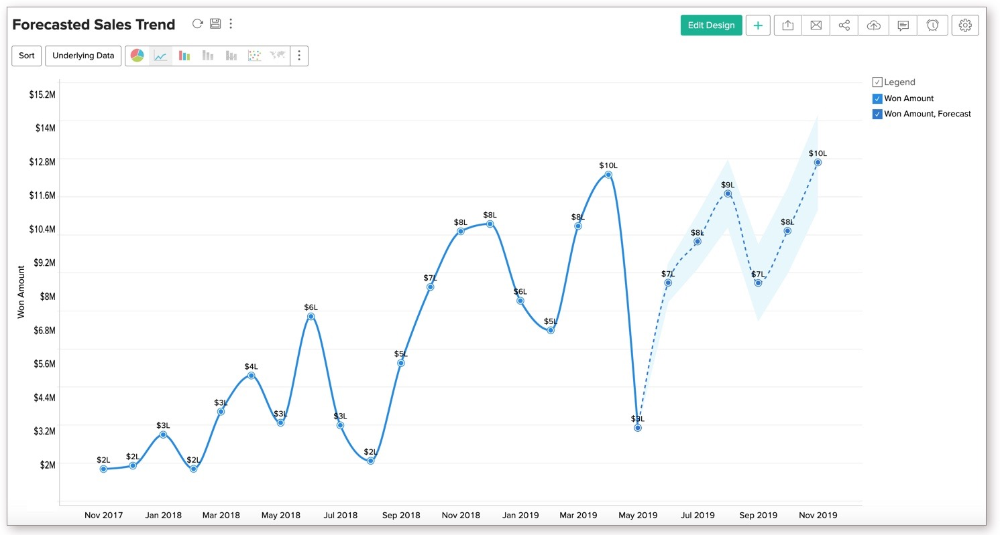 Forecasted Sales Trend
Edit Design
Sort
Underlying Data
Legend
Won Amount
Won Amount, Forecast
Won Amount
$15.2M
$14M
$12.8M
$11.6M
$10.4M
$9.2M
$8M
$6.8M
$5.6M
$4.4M
$3.2M
$2M
$2L
$2L
$3L
$2L
$3L
$4L
$3L
$6L
$3L
$2L
$5L
$7L
$8L
$8L
$6L
$5L
$8L
$10L
$3L
$7L
$8L
$9L
$7L
$8L
$10L
Nov 2017
Jan 2018
Mar 2018
May 2018
Jul 2018
Sep 2018
Nov 2018
Jan 2019
Mar 2019
May 2019
Jul 2019
Sep 2019
Nov 2019